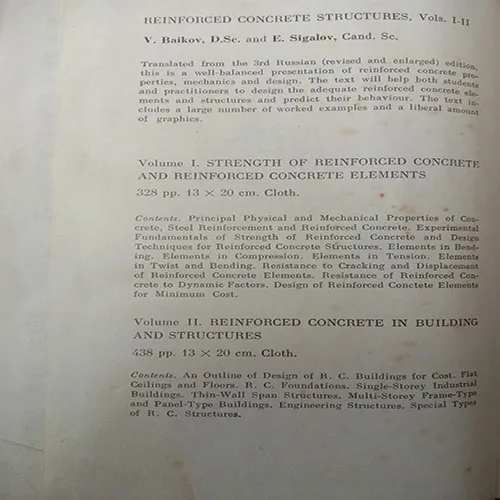 REINFORCED CONCRETE STRUCTURES, Vols. I-II
V. Baikov, D.Sc. and E. Sigalov, Cand. Sc.
Translated from the 3rd Russian (revised and enlarged) edition,
this is a well-balanced presentation of reinforced concrete pro-
perties, mechanics and design. The text will help both students
and practitioners to design the adequate reinforced concrete ele-
ments and structures and predict their behaviour. The text in-
cludes a large number of worked examples and a liberal amount
of graphics.
Volume I. STRENGTH OF REINFORCED CONCRETE
AND REINFORCED CONCRETE ELEMENTS
328 pp. 13 × 20 cm. Cloth.
Contents. Principal Physical and Mechanical Properties of Con-
crete, Steel Reinforcement and Reinforced Concrete. Experimental
Fundamentals of Strength of Reinforced Concrete and Design
Techniques for Reinforced Concrete Structures. Elements in Bend-
ing. Elements in Compression. Elements in Tension. Elements
in Twist and Bending. Resistance to Cracking and Displacement
of Reinforced Concrete Elements. Resistance of Reinforced Con-
crete to Dynamic Factors. Design of Reinforced Concrete Elements
for Minimum Cost.
Volume II. REINFORCED CONCRETE IN BUILDING
AND STRUCTURES
438 pp. 13 × 20 cm. Cloth.
Contents. An Outline of Design of R. C. Buildings for Cost. Flat
Ceilings and Floors. R. C. Foundations. Single-Storey Industrial
Buildings. Thin-Wall Span Structures. Multi-Storey Frame-Type
and Panel-Type Buildings. Engineering Structures. Special Types
of R. C. Structures.